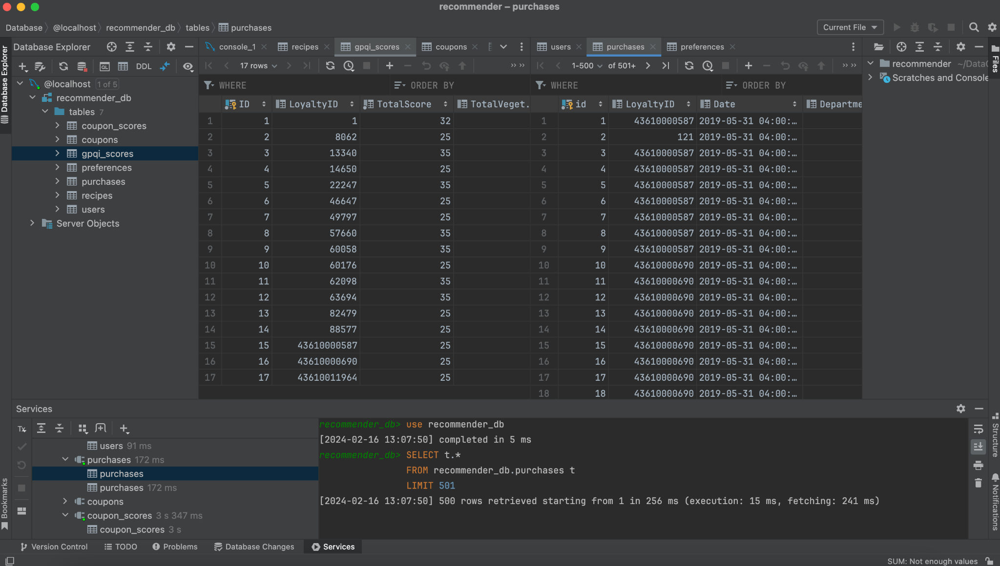 recommender – purchases
Database @localhost recommender_db tables purchases
Current File
Database Explorer
console_1 recipes gpqi_scores coupons
users purchases preferences
DDL
17 rows
1-500 of 501+
@localhost 1 of 5
recommender_db
tables 7
coupon_scores
coupons
gpqi_scores
preferences
purchases
recipes
users
Server Objects
WHERE ORDER BY
ID LoyaltyID TotalScore TotalVeget.
1 1 1 32
2 2 8062 25
3 3 13340 35
4 4 14650 25
5 5 22247 35
6 6 46647 25
7 7 49797 25
8 8 57660 35
9 9 60058 35
10 10 60176 25
11 11 62098 35
12 12 63694 35
13 13 82479 25
14 14 88577 25
15 15 43610000587 25
16 16 43610000690 25
17 17 43610011964 25
WHERE ORDER BY
id LoyaltyID Date Departme
1 1 43610000587 2019-05-31 04:00:…
2 2 121 2019-05-31 04:00:…
3 3 43610000587 2019-05-31 04:00:…
4 4 43610000587 2019-05-31 04:00:…
5 5 43610000587 2019-05-31 04:00:…
6 6 43610000587 2019-05-31 04:00:…
7 7 43610000587 2019-05-31 04:00:…
8 8 43610000587 2019-05-31 04:00:…
9 9 43610000587 2019-05-31 04:00:…
10 10 43610000690 2019-05-31 04:00:…
11 11 43610000690 2019-05-31 04:00:…
12 12 43610000690 2019-05-31 04:00:…
13 13 43610000690 2019-05-31 04:00:…
14 14 43610000690 2019-05-31 04:00:…
15 15 43610000690 2019-05-31 04:00:…
16 16 43610000690 2019-05-31 04:00:…
17 17 43610000690 2019-05-31 04:00:…
18 18 43610000690 2019-05-31 04:00:…
recommender ~/Data
Scratches and Console
Database Explorer
Files
Services
Tx
users 91 ms
purchases 172 ms
purchases
purchases 172 ms
coupons
coupon_scores 3 s 347 ms
coupon_scores 3 s
recommender_db> use recommender_db
[2024-02-16 13:07:50] completed in 5 ms
recommender_db> SELECT t.*
FROM recommender_db.purchases t
LIMIT 501
[2024-02-16 13:07:50] 500 rows retrieved starting from 1 in 256 ms (execution: 15 ms, fetching: 241 ms)
Bookmarks
Structure
Notifications
Version Control TODO Problems Database Changes Services
SUM: Not enough values